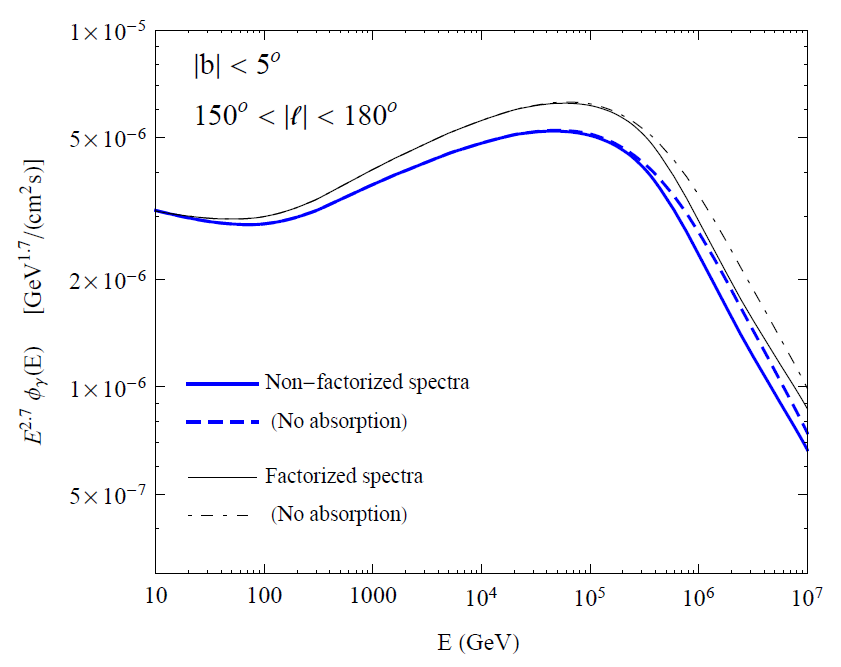 1×10⁻⁵
5×10⁻⁶
2×10⁻⁶
1×10⁻⁶
5×10⁻⁷
E^2.7 ϕ_γ(E) [GeV^1.7/(cm²s)]
|b| < 5°
150° < |ℓ| < 180°
Non−factorized spectra
(No absorption)
Factorized spectra
(No absorption)
10 100 1000 10⁴ 10⁵ 10⁶ 10⁷
E (GeV)